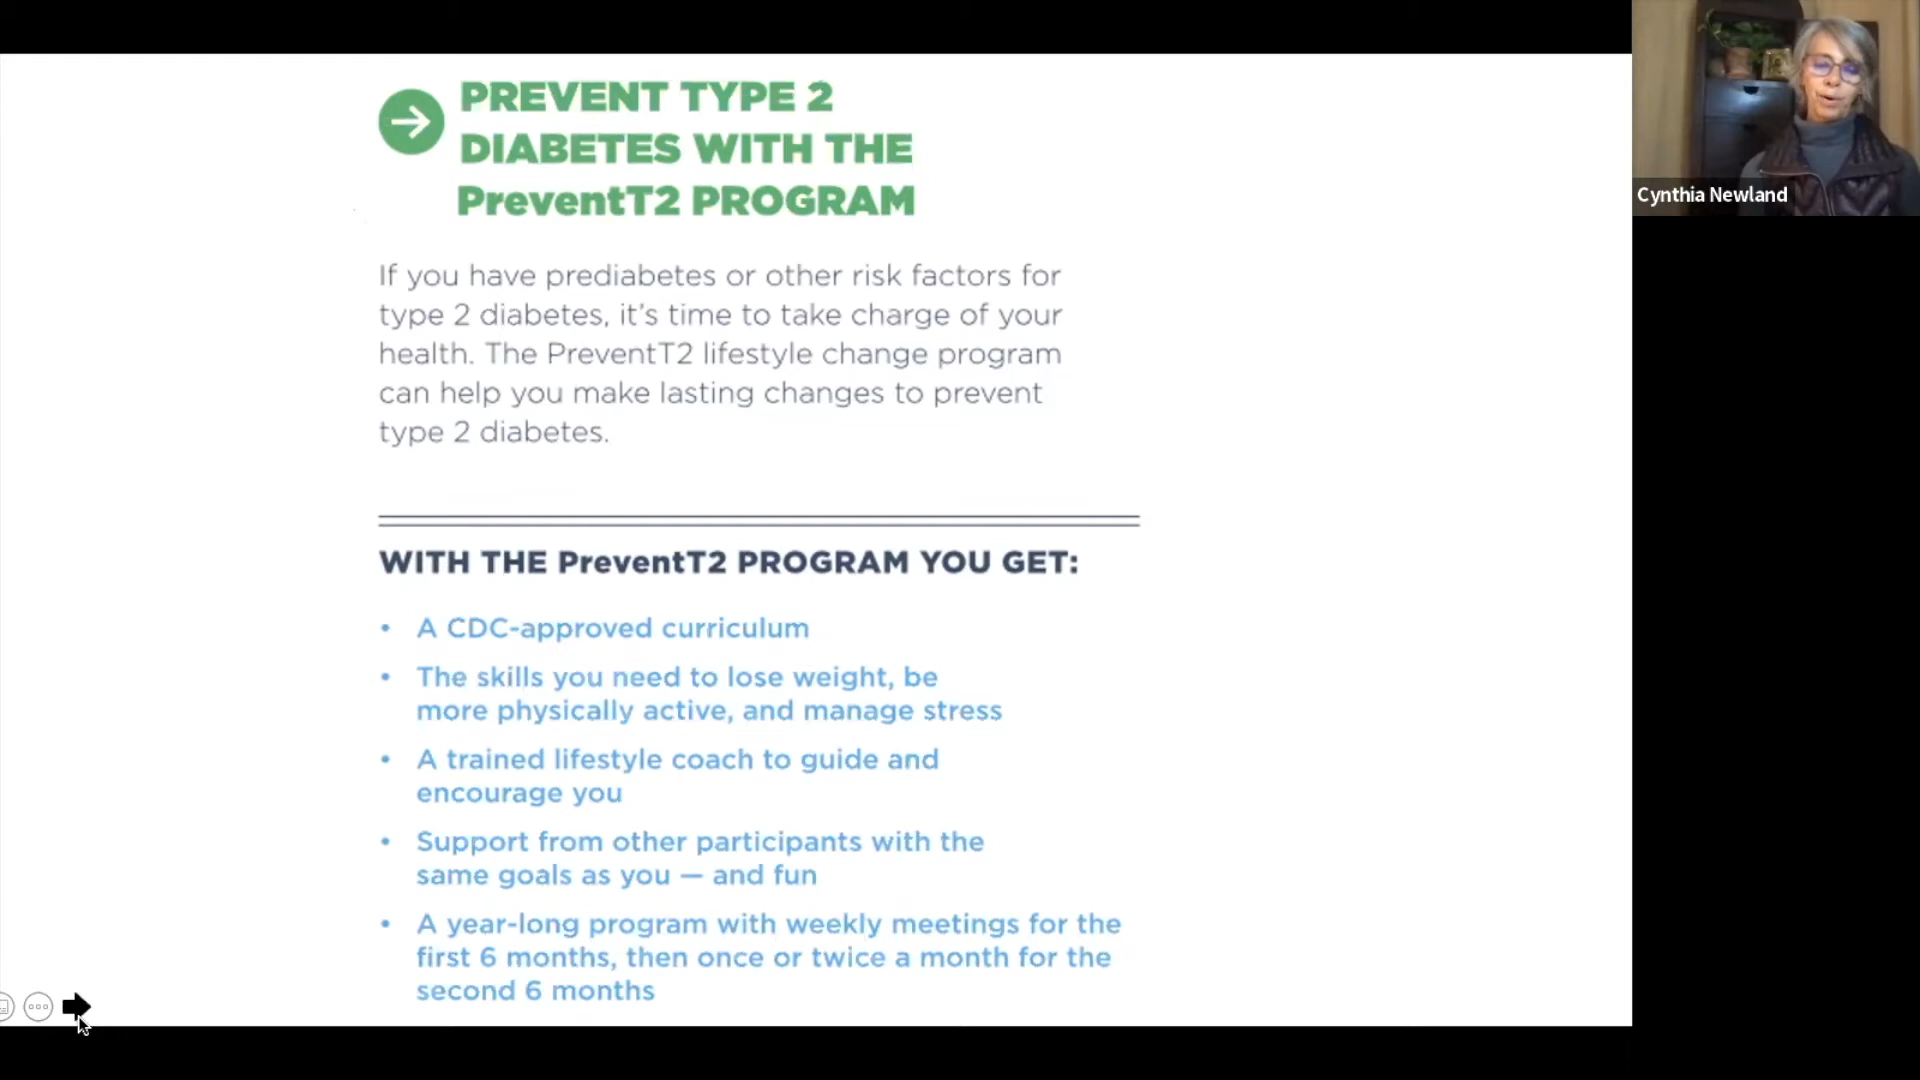 PREVENT TYPE 2
DIABETES WITH THE
PreventT2 PROGRAM
If you have prediabetes or other risk factors for
type 2 diabetes, it's time to take charge of your
health. The PreventT2 lifestyle change program
can help you make lasting changes to prevent
type 2 diabetes.
WITH THE PreventT2 PROGRAM YOU GET:
• A CDC-approved curriculum
• The skills you need to lose weight, be
more physically active, and manage stress
• A trained lifestyle coach to guide and
encourage you
• Support from other participants with the
same goals as you — and fun
• A year-long program with weekly meetings for the
first 6 months, then once or twice a month for the
second 6 months
Cynthia Newland